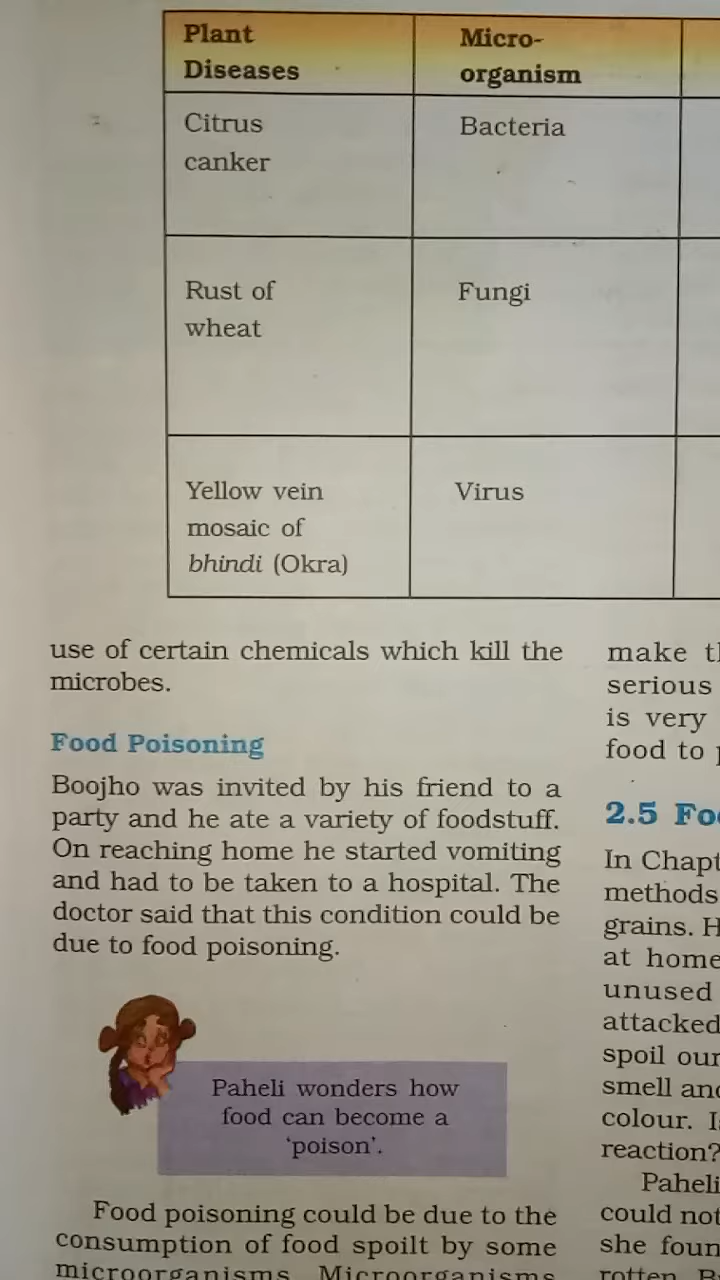 Plant
Diseases
Micro-
organism
Citrus
canker
Bacteria
Rust of
wheat
Fungi
Yellow vein
mosaic of
bhindi (Okra)
Virus
use of certain chemicals which kill the
microbes.
Food Poisoning
Boojho was invited by his friend to a
party and he ate a variety of foodstuff.
On reaching home he started vomiting
and had to be taken to a hospital. The
doctor said that this condition could be
due to food poisoning.
Paheli wonders how
food can become a
‘poison’.
Food poisoning could be due to the
consumption of food spoilt by some
microorganisms. Microorganisms
make
serious
is very
food to
2.5
In
methods
grains.
at home
unused
attacked
spoil our
smell and
colour.
reaction?
Paheli
could not
she
rotten.